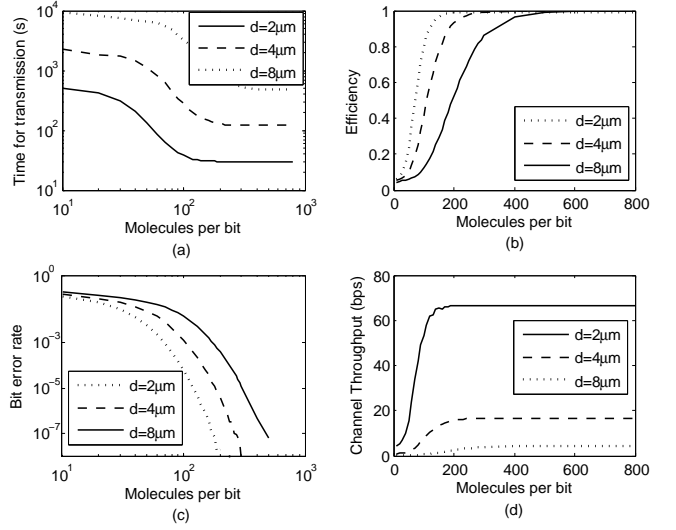 Time for transmission (s)
10^4
10^3
10^2
10^1
10^1
10^2
10^3
Molecules per bit
d=2μm
d=4μm
d=8μm
(a)
Efficiency
1
0.8
0.6
0.4
0.2
0
0
200
400
600
800
Molecules per bit
d=2μm
d=4μm
d=8μm
(b)
Bit error rate
10^0
10^-3
10^-5
10^-7
10^1
10^2
10^3
Molecules per bit
d=2μm
d=4μm
d=8μm
(c)
Channel Throughput (bps)
80
60
40
20
0
0
200
400
600
800
Molecules per bit
d=2μm
d=4μm
d=8μm
(d)